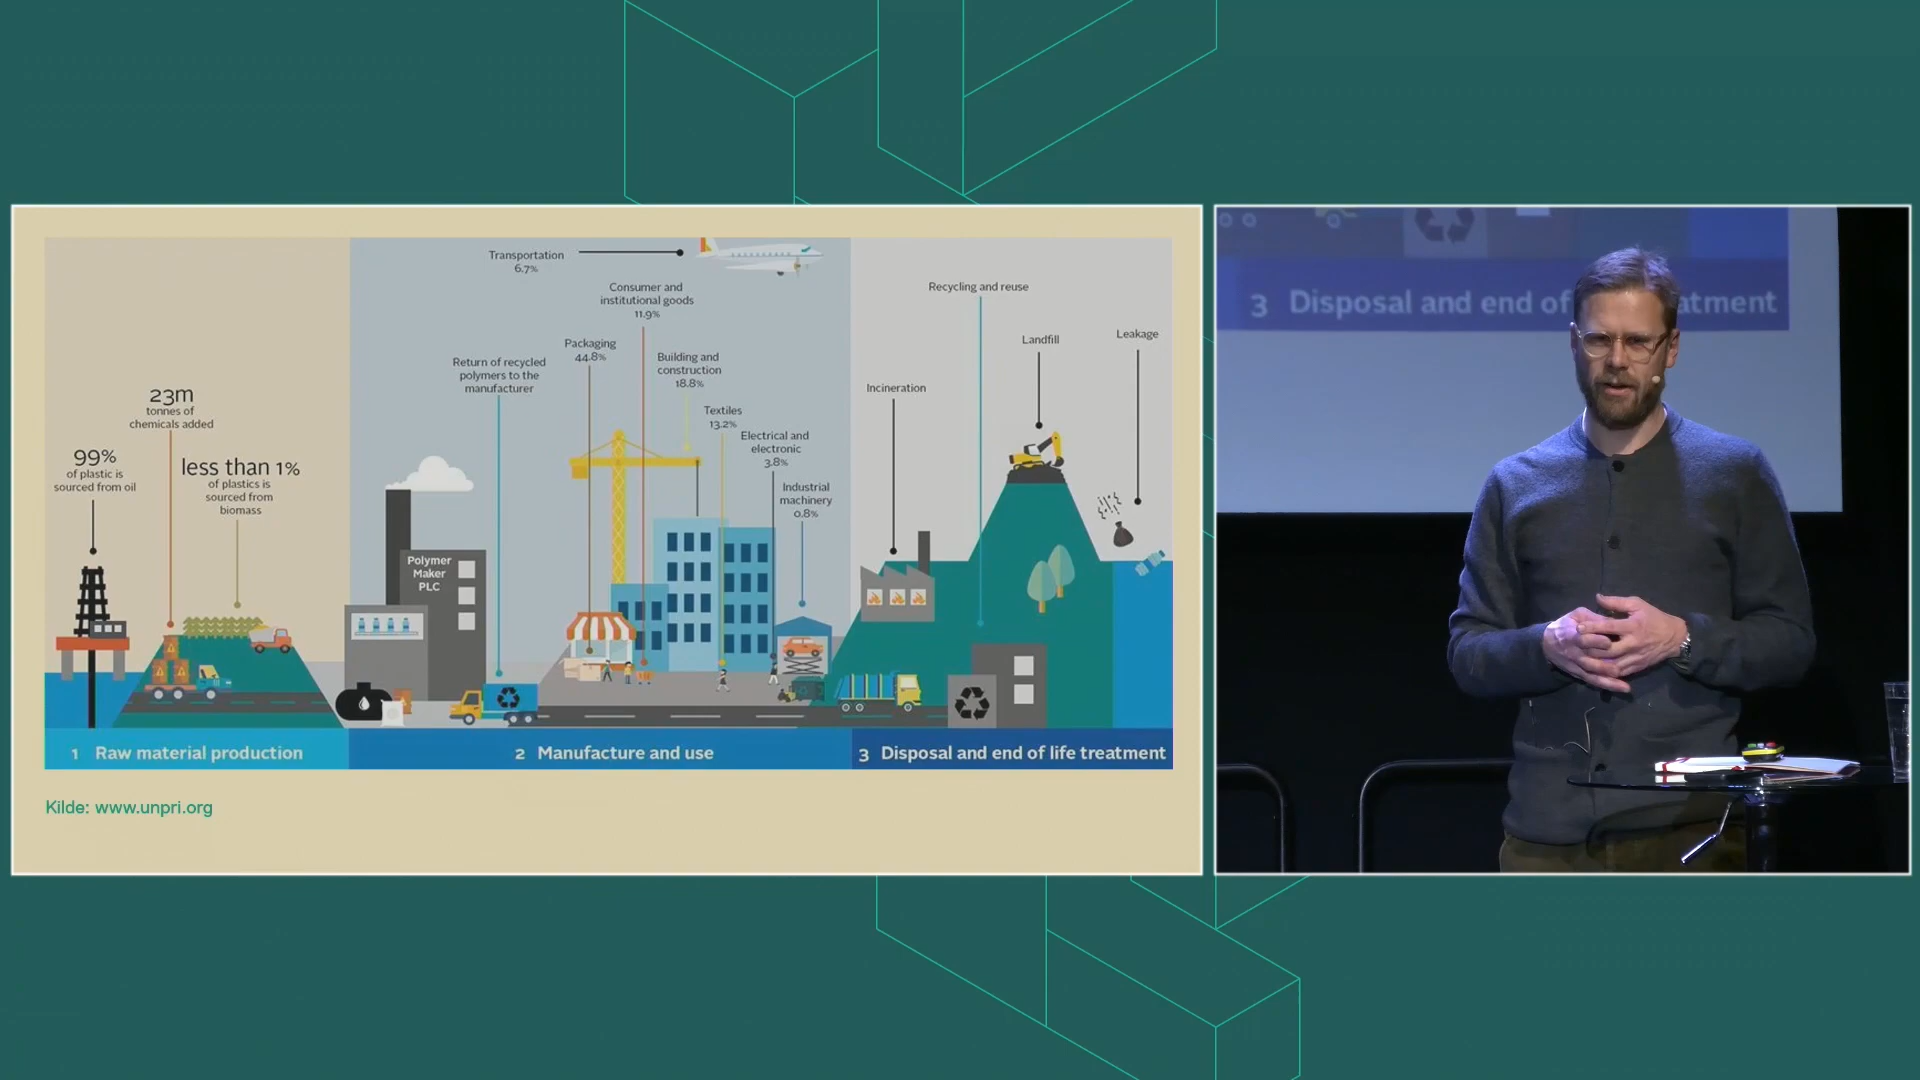 Transportation
6.7%
Consumer and
institutional goods
11.9%
Packaging
44.8%
Building and
construction
18.8%
Return of recycled
polymers to the
manufacturer
Textiles
13.2%
Electrical and
electronic
3.8%
Industrial
machinery
0.8%
23m
tonnes of
chemicals added
99%
of plastic is
sourced from oil
less than 1%
of plastics is
sourced from
biomass
Polymer
Maker
PLC
Recycling and reuse
Landfill
Leakage
Incineration
1 Raw material production
2 Manufacture and use
3 Disposal and end of life treatment
Kilde: www.unpri.org
3 Disposal and end of treatment